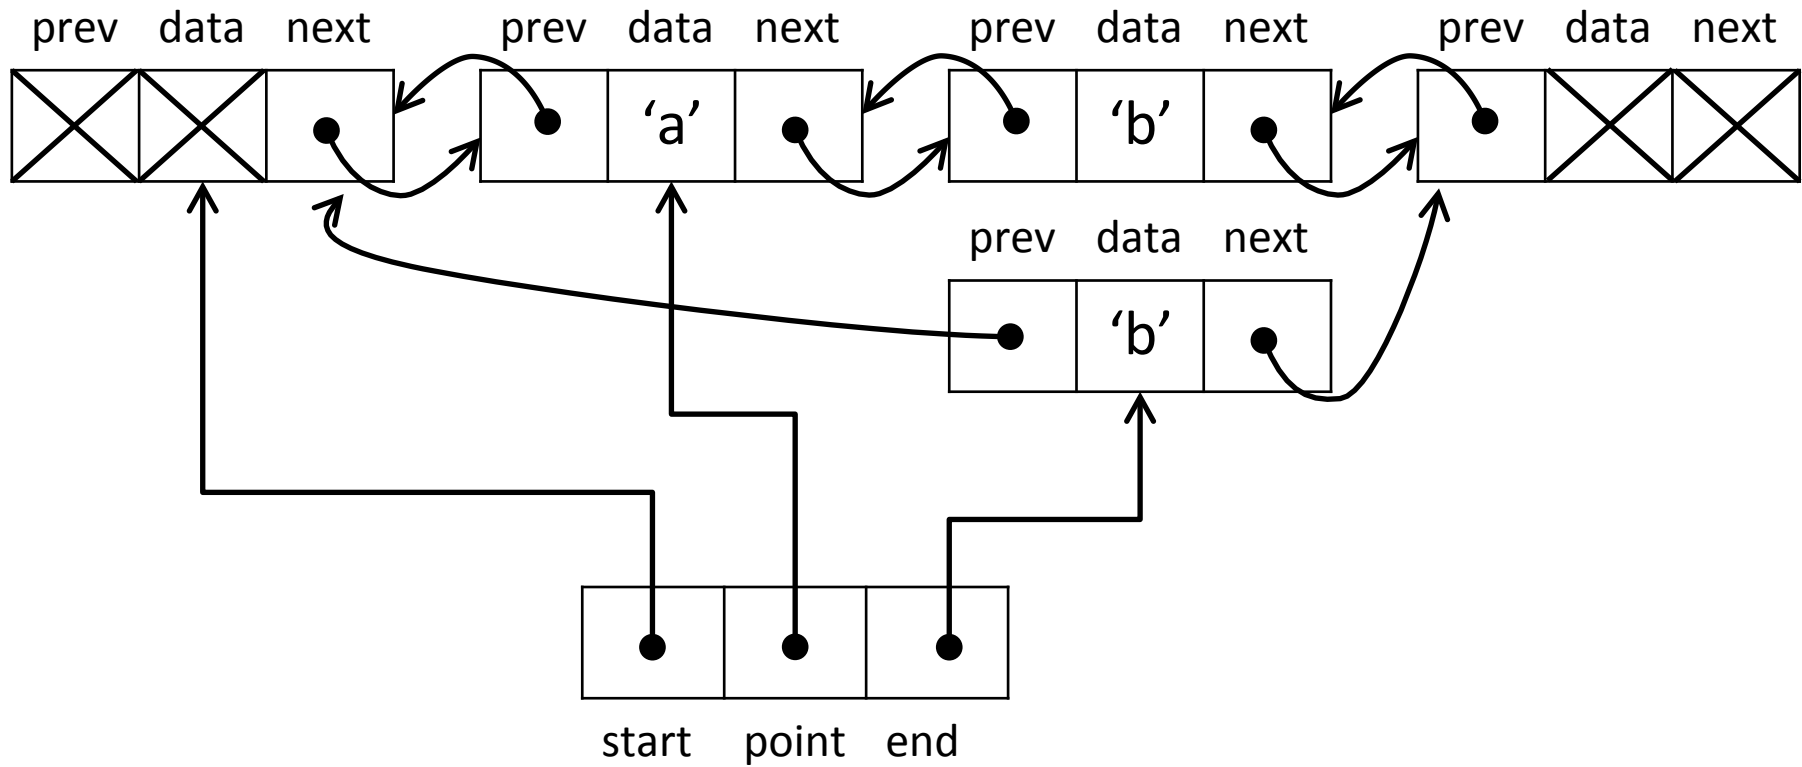 prev data next prev data next prev data next prev data next
‘a’ ‘b’
prev data next
‘b’
start point end